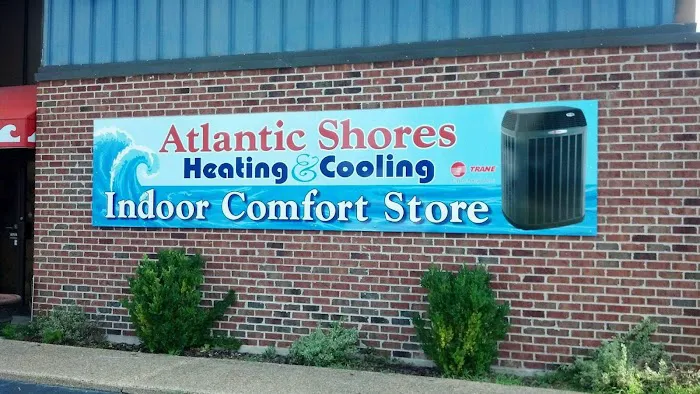 Atlantic Shores
Heating & Cooling
TRANE
Indoor Comfort Store